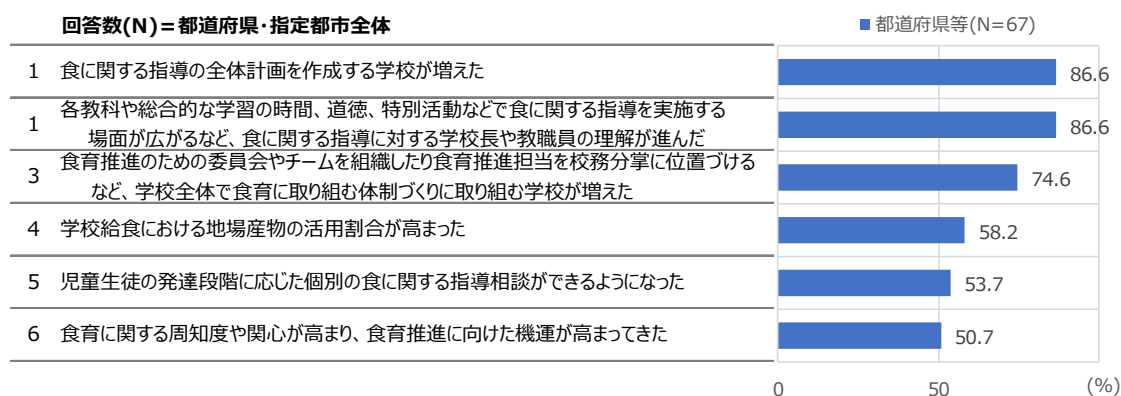 回答数(N)＝都道府県・指定都市全体
■都道府県等(N=67)
1 食に関する指導の全体計画を作成する学校が増えた
86.6
1 各教科や総合的な学習の時間、道徳、特別活動などで食に関する指導を実施する
場面が広がるなど、食に関する指導に対する学校長や教職員の理解が進んだ
86.6
3 食育推進のための委員会やチームを組織したり食育推進担当を校務分掌に位置づける
など、学校全体で食育に取り組む体制づくりに取り組む学校が増えた
74.6
4 学校給食における地場産物の活用割合が高まった
58.2
5 児童生徒の発達段階に応じた個別の食に関する指導相談ができるようになった
53.7
6 食育に関する周知度や関心が高まり、食育推進に向けた機運が高まってきた
50.7
0 50 (%)